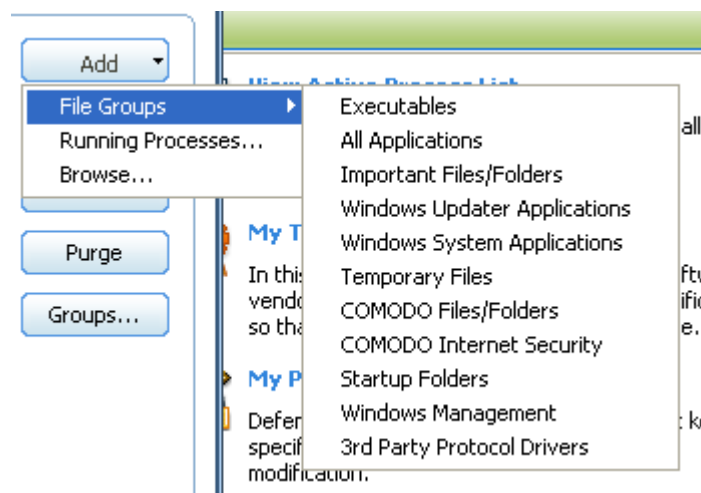 Add
View Active Process List
File Groups
Running Processes...
Browse...
Executables
All Applications
Important Files/Folders
Windows Updater Applications
Windows System Applications
Temporary Files
COMODO Files/Folders
COMODO Internet Security
Startup Folders
Windows Management
3rd Party Protocol Drivers
all
Purge
Groups...
My T
In this
vendo
so tha
e.
My P
Defen
specif
modification.